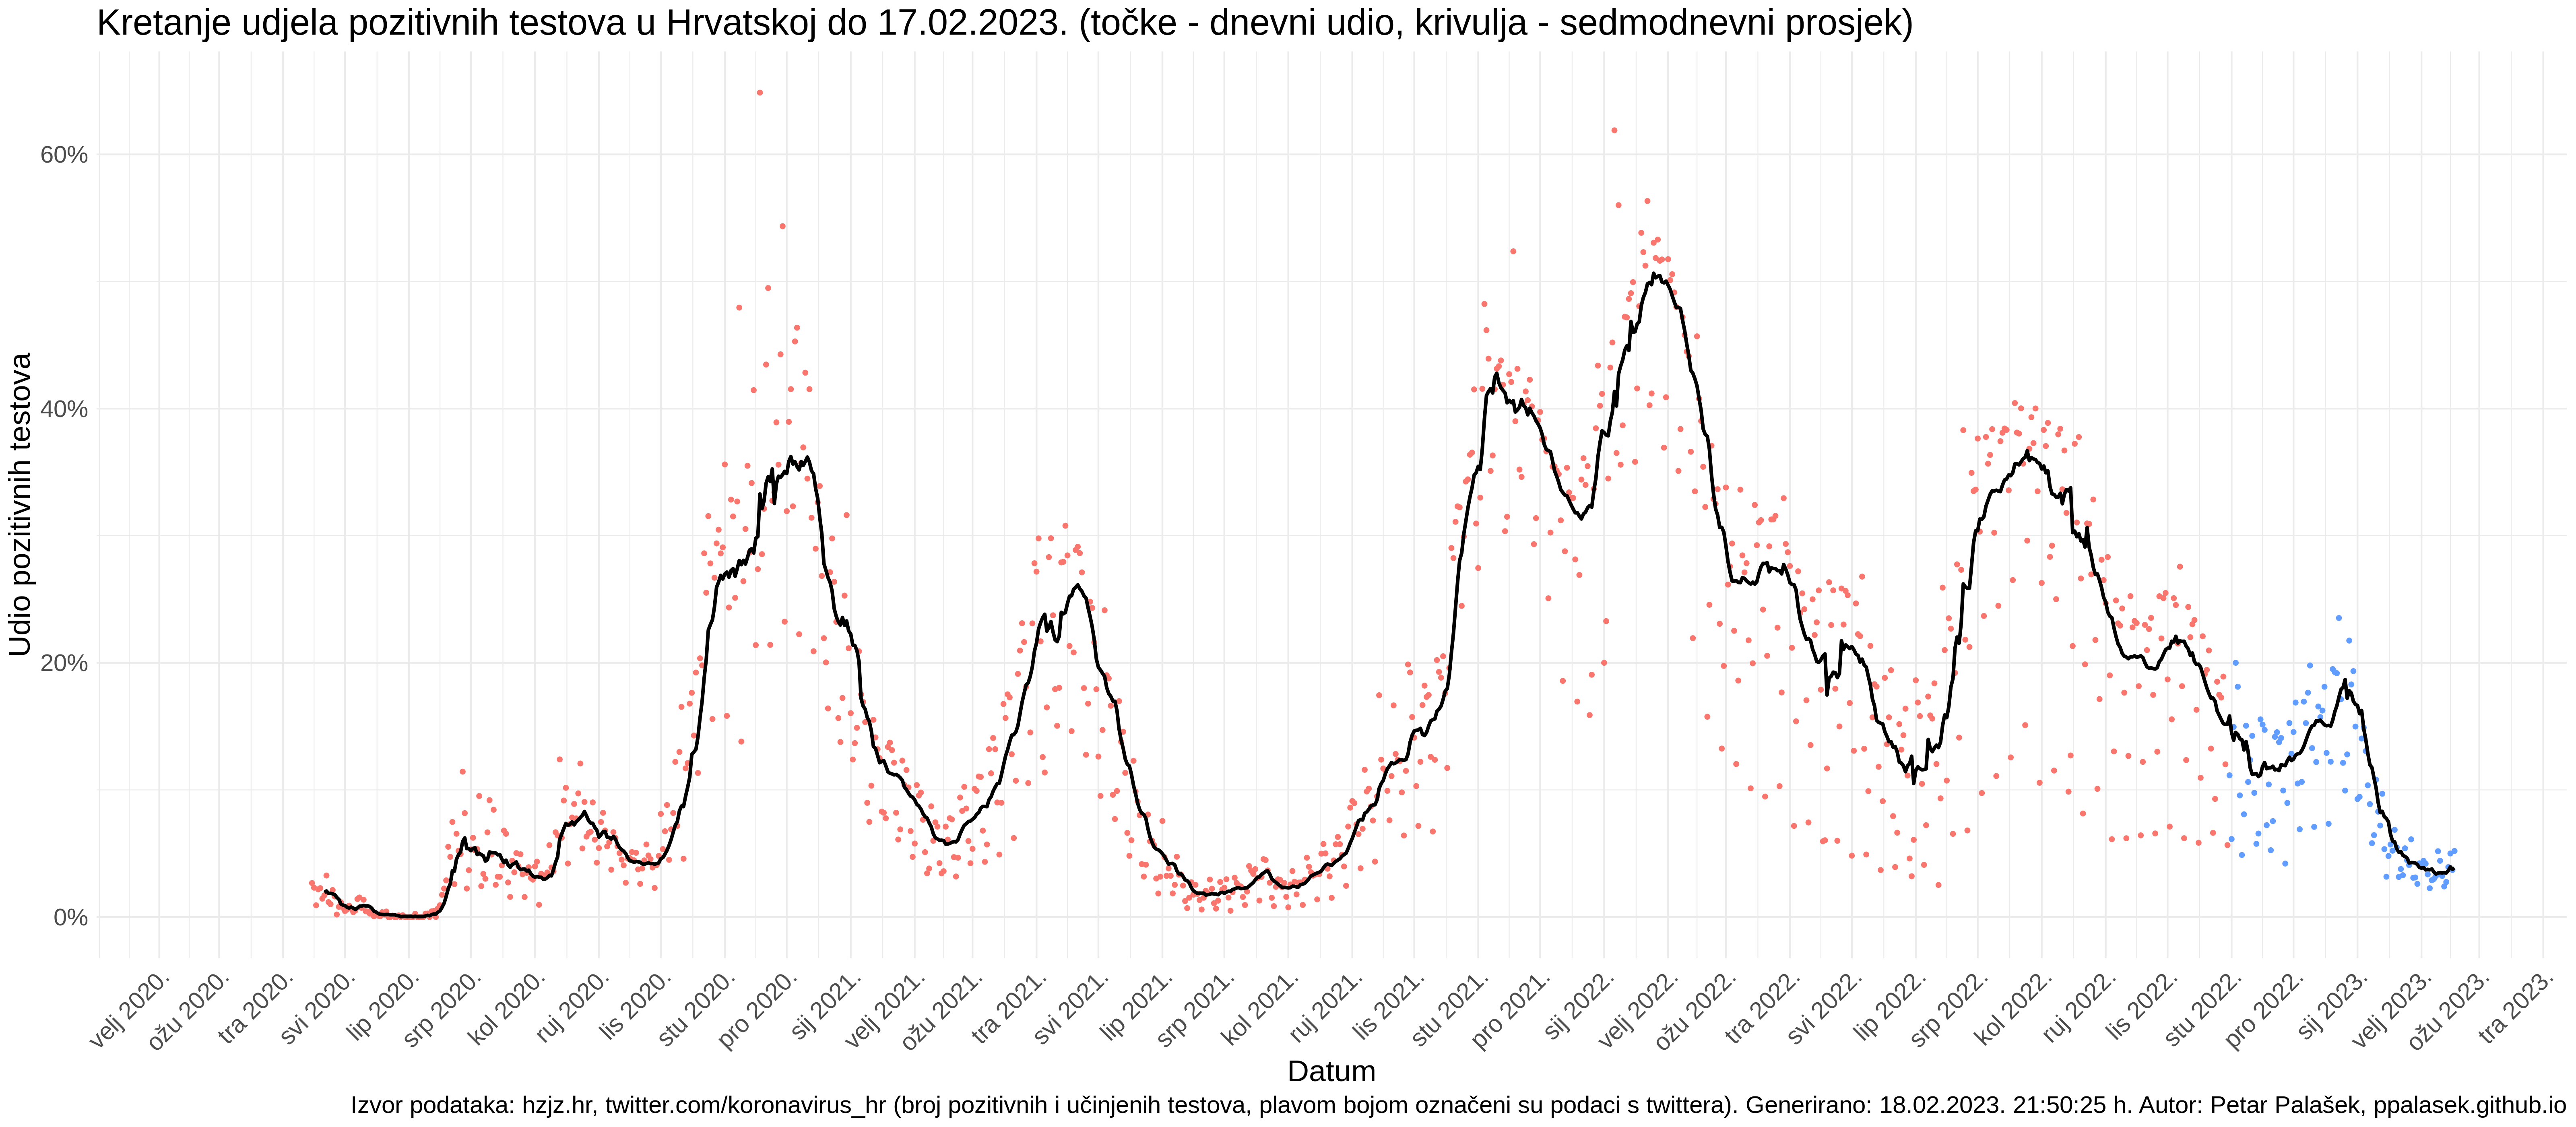 Kretanje udjela pozitivnih testova u Hrvatskoj do 17.02.2023. (točke - dnevni udio, krivulja - sedmodnevni prosjek)
Udio pozitivnih testova
60%
40%
20%
0%
velj 2020.
ožu 2020.
tra 2020.
svi 2020.
lip 2020.
srp 2020.
kol 2020.
ruj 2020.
lis 2020.
stu 2020.
pro 2020.
sij 2021.
velj 2021.
ožu 2021.
tra 2021.
svi 2021.
lip 2021.
srp 2021.
kol 2021.
ruj 2021.
lis 2021.
stu 2021.
pro 2021.
sij 2022.
velj 2022.
ožu 2022.
tra 2022.
svi 2022.
lip 2022.
srp 2022.
kol 2022.
ruj 2022.
lis 2022.
stu 2022.
pro 2022.
sij 2023.
velj 2023.
ožu 2023.
tra 2023.
Datum
Izvor podataka: hzjz.hr, twitter.com/koronavirus_hr (broj pozitivnih i učinjenih testova, plavom bojom označeni su podaci s twittera). Generirano: 18.02.2023. 21:50:25 h. Autor: Petar Palašek, ppalasek.github.io